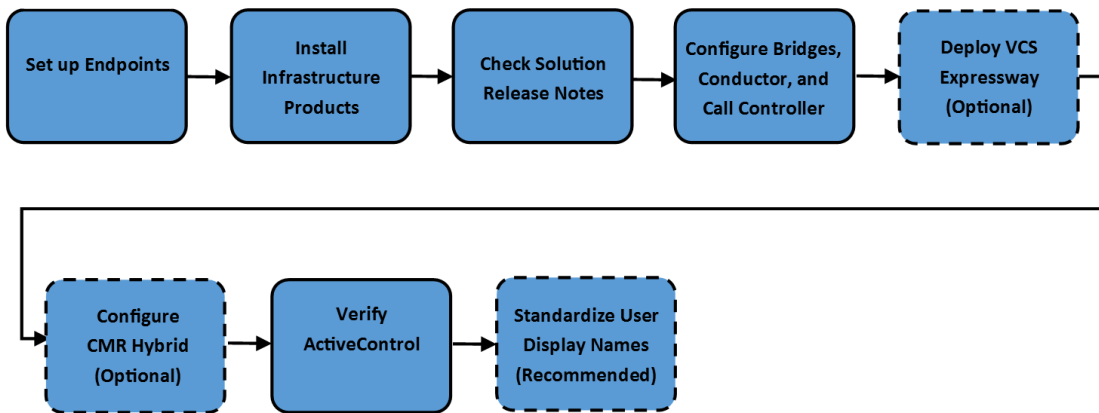 Set up Endpoints
Install
Infrastructure
Products
Check Solution
Release Notes
Configure Bridges,
Conductor, and
Call Controller
Deploy VCS
Expressway
(Optional)
Configure
CMR Hybrid
(Optional)
Verify
ActiveControl
Standardize User
Display Names
(Recommended)